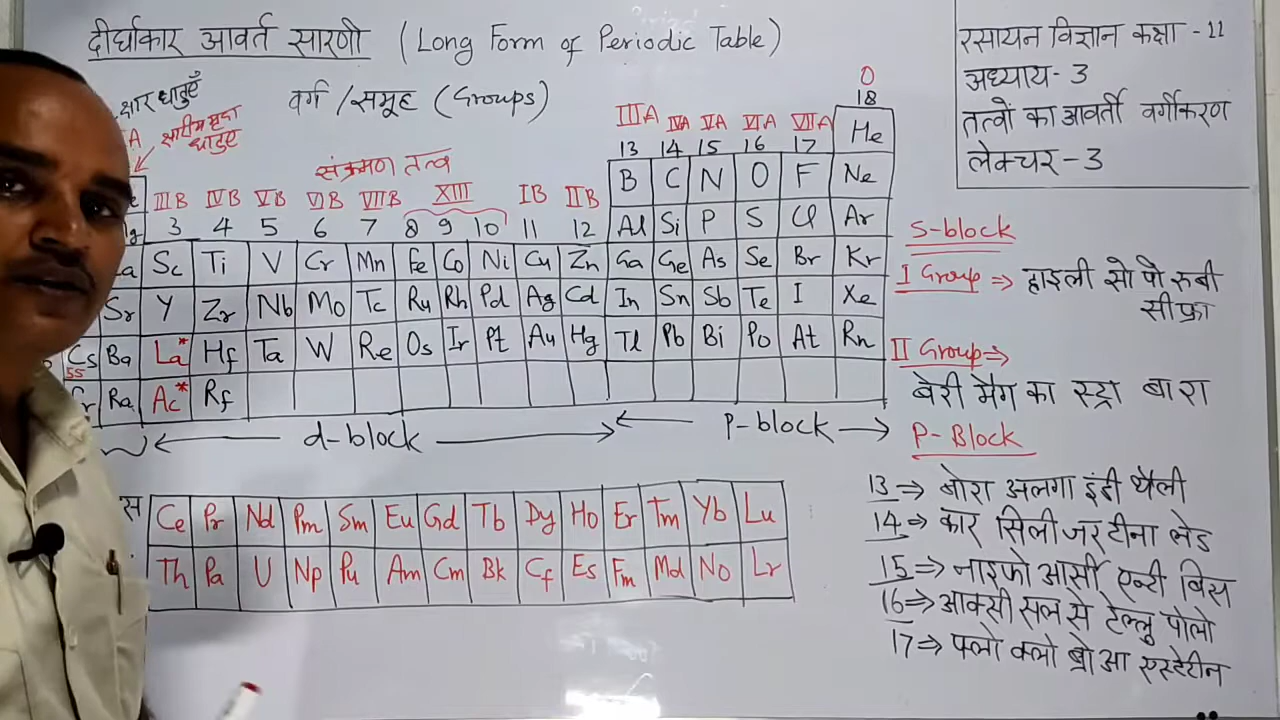 दीर्घाकार आवर्त सारणी (Long Form of Periodic Table)
क्षार धातुएँ
वर्ग /समूह (Groups)
A क्षारीय मृदा
धातुएँ
संक्रमण तत्व
0
18
IIIA IVA VA VIA VIIA He
13 14 15 16 17
B C N O F Ne
IIIB IVB VB VIB VIIB XIII IB IIB
3 4 5 6 7 8 9 10 11 12 Al Si P S Cl Ar
Sc Ti V Cr Mn Fe Co Ni Cu Zn Ga Ge As Se Br Kr
Sr Y Zr Nb Mo Tc Ru Rh Pd Ag Cd In Sn Sb Te I Xe
Cs Ba La* Hf Ta W Re Os Ir Pt Au Hg Tl Pb Bi Po At Rn
55
Ra Ac* Rf
d-block p-block
Ce Pr Nd Pm Sm Eu Gd Tb Dy Ho Er Tm Yb Lu
Th Pa U Np Pu Am Cm Bk Cf Es Fm Md No Lr
रसायन विज्ञान कक्षा - 11
अध्याय - 3
तत्वों का आवर्ती वर्गीकरण
लेक्चर - 3
S-block
I Group ⇒ हाइली सो पो रूबी
सीफ्रा
II Group ⇒
बेरी मैग का स्ट्रा बा रा
P-Block
13 ⇒ बोरा अलगा इंडी थैली
14 ⇒ कार सिली जर टीना लेड
15 ⇒ नाइफो आर्सी एन्टी बिस
16 ⇒ आक्सी सल से टेल्लु पोलो
17 ⇒ फ्लो क्लो ब्रो आ एस्टेटीन